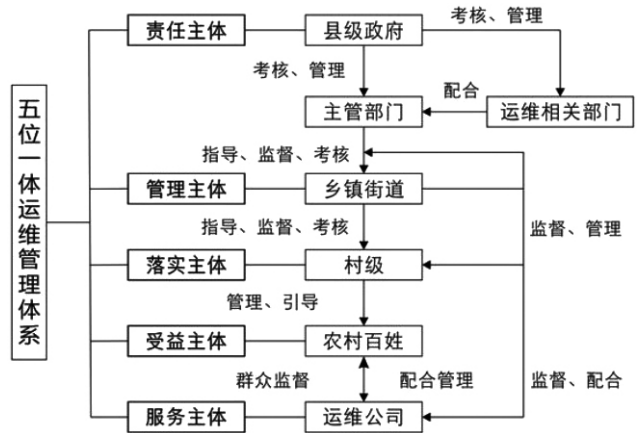 五位一体运维管理体系
责任主体
县级政府
考核、管理
考核、管理
配合
主管部门
运维相关部门
指导、监督、考核
管理主体
乡镇街道
指导、监督、考核
监督、管理
落实主体
村级
管理、引导
受益主体
农村百姓
群众监督
配合管理
监督、配合
服务主体
运维公司